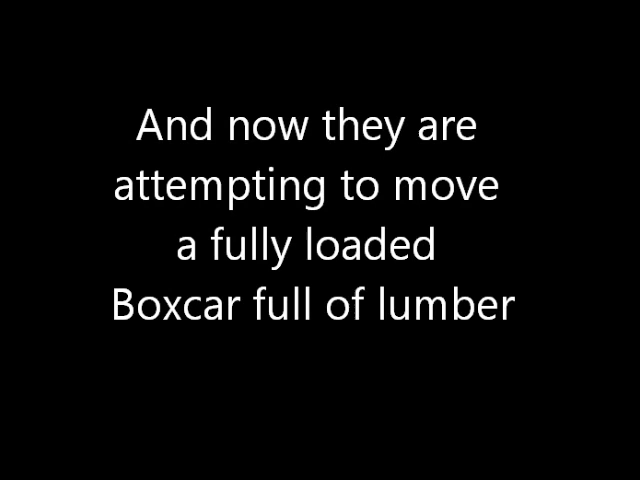 And now they are
attempting to move
a fully loaded
Boxcar full of lumber